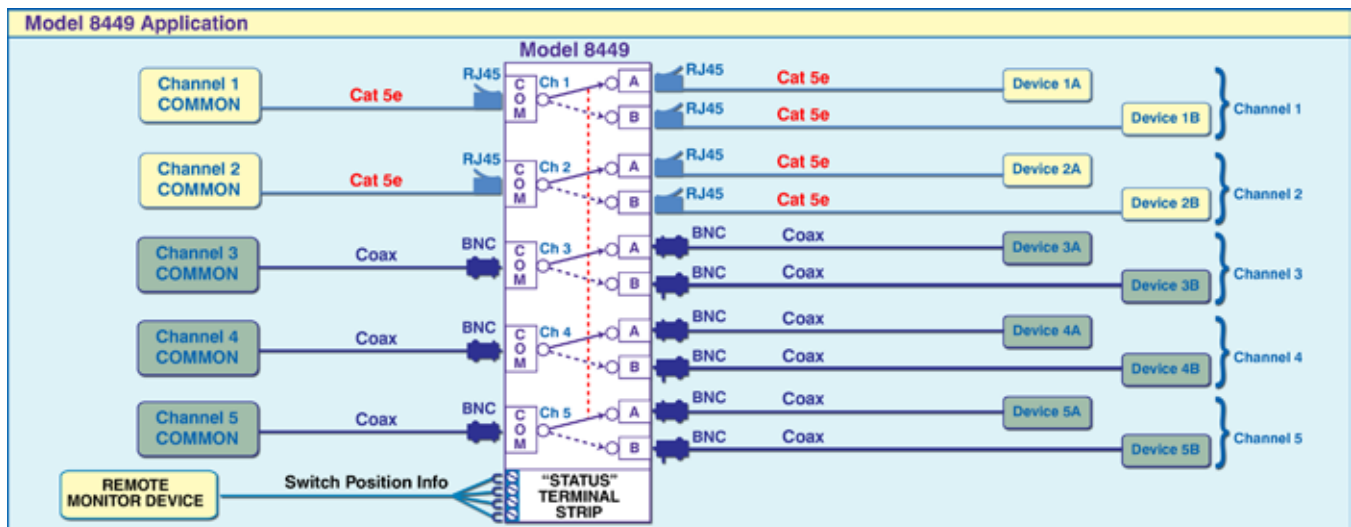 Model 8449 Application
Model 8449
Channel 1
COMMON
Cat 5e
RJ45
C
O
M
Ch 1
A
B
RJ45
Cat 5e
Device 1A
RJ45
Cat 5e
Device 1B
Channel 1
Channel 2
COMMON
Cat 5e
RJ45
C
O
M
Ch 2
A
B
RJ45
Cat 5e
Device 2A
RJ45
Cat 5e
Device 2B
Channel 2
Channel 3
COMMON
Coax
BNC
C
O
M
Ch 3
A
B
BNC
Coax
Device 3A
BNC
Coax
Device 3B
Channel 3
Channel 4
COMMON
Coax
BNC
C
O
M
Ch 4
A
B
BNC
Coax
Device 4A
BNC
Coax
Device 4B
Channel 4
Channel 5
COMMON
Coax
BNC
C
O
M
Ch 5
A
B
BNC
Coax
Device 5A
BNC
Coax
Device 5B
Channel 5
REMOTE
MONITOR DEVICE
Switch Position Info
“STATUS”
TERMINAL
STRIP